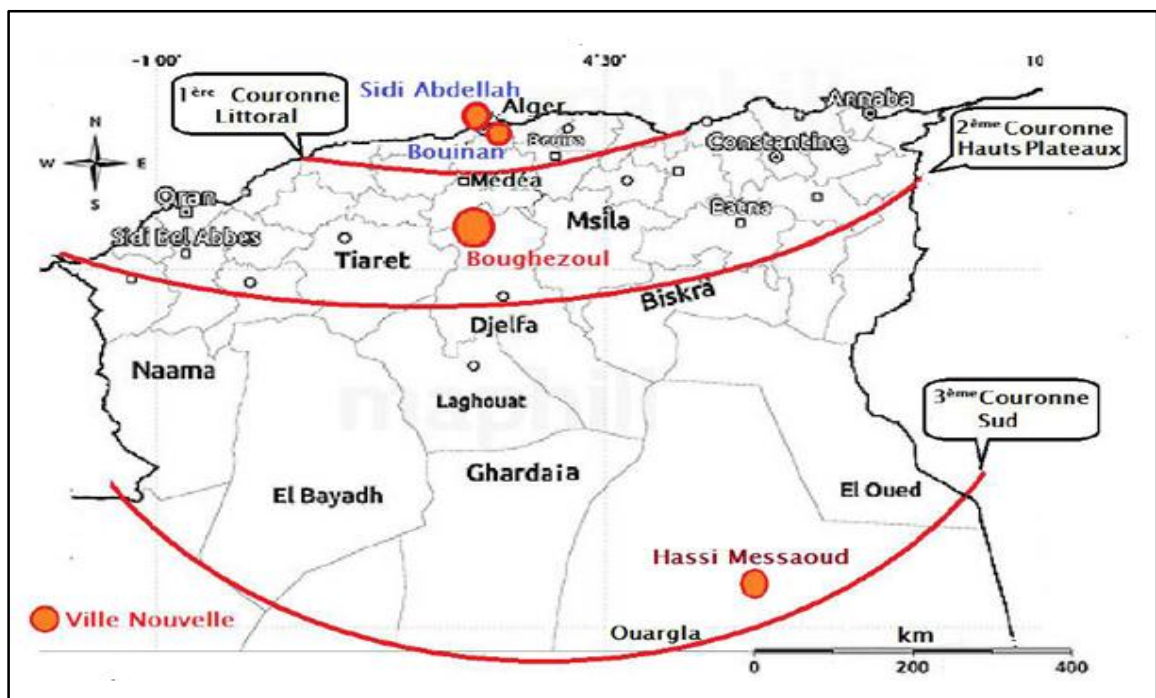 -1 00'
4 30'
10
1ère Couronne
Littoral
Sidi Abdellah
Alger
Annaba
Bouira
Constantine
2ème Couronne
Hauts Plateaux
N
W E
S
Bouinan
Médéa
Oran
Msila
Batna
Sidi Bel Abbes
Tiaret
Boughezoul
Biskra
Djelfa
Naama
maphill
Laghouat
3ème Couronne
Sud
Ghardaia
El Bayadh
El Oued
Hassi Messaoud
Ville Nouvelle
Ouargla
km
0 200 400